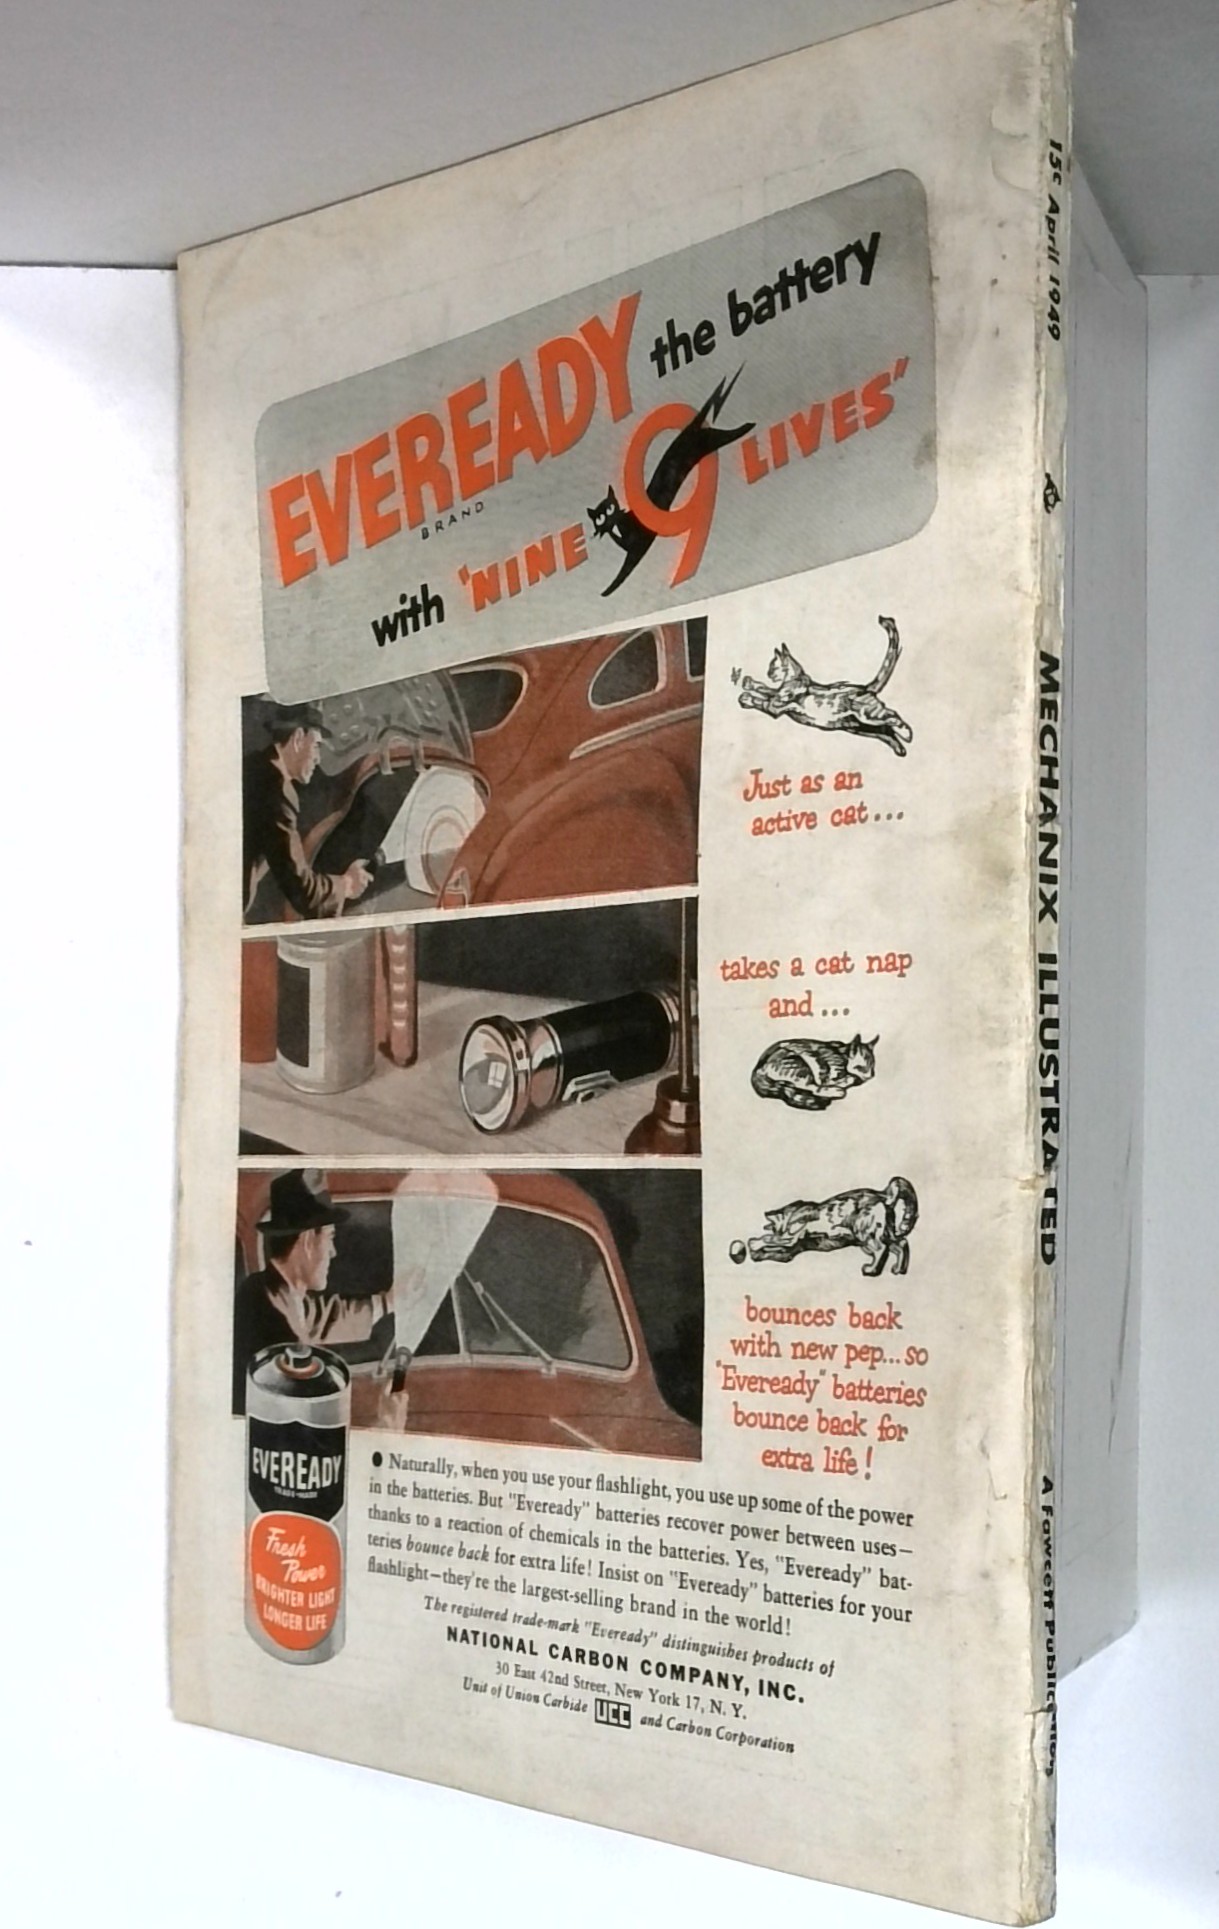 EVEREADY the battery
BRAND
with "NINE 9 LIVES"
Just as an
active cat...
takes a cat nap
and...
bounces back
with new pep...so
"Eveready" batteries
bounce back for
extra life!
EVEREADY
TRADE-MARK
Fresh
Power
BRIGHTER LIGHT
LONGER LIFE
● Naturally, when you use your flashlight, you use up some of the power
in the batteries. But "Eveready" batteries recover power between uses—
thanks to a reaction of chemicals in the batteries. Yes, "Eveready" bat-
teries bounce back for extra life! Insist on "Eveready" batteries for your
flashlight—they're the largest-selling brand in the world!
The registered trade-mark "Eveready" distinguishes products of
NATIONAL CARBON COMPANY, INC.
30 East 42nd Street, New York 17, N. Y.
Unit of Union Carbide UCC and Carbon Corporation
15¢ April 1949 MECHANIX ILLUSTRATED A Fawcett Publication